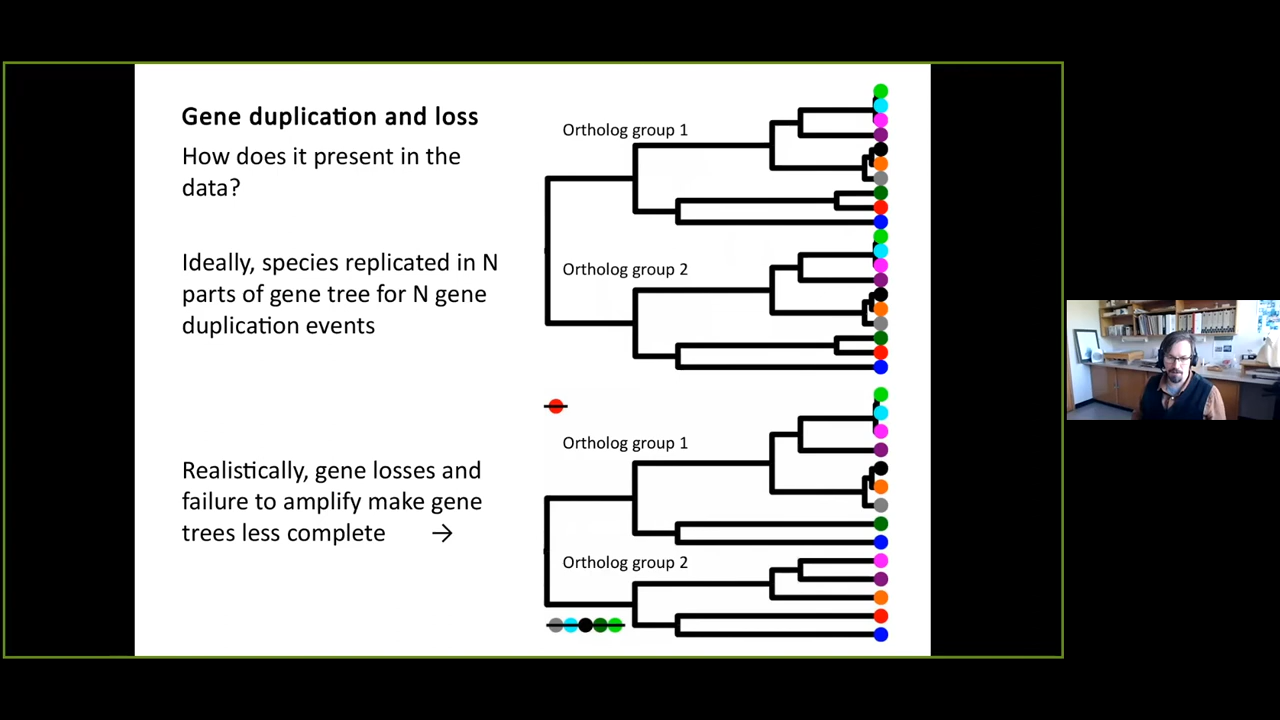 Gene duplication and loss
How does it present in the
data?
Ideally, species replicated in N
parts of gene tree for N gene
duplication events
Realistically, gene losses and
failure to amplify make gene
trees less complete →
Ortholog group 1
Ortholog group 2
Ortholog group 1
Ortholog group 2